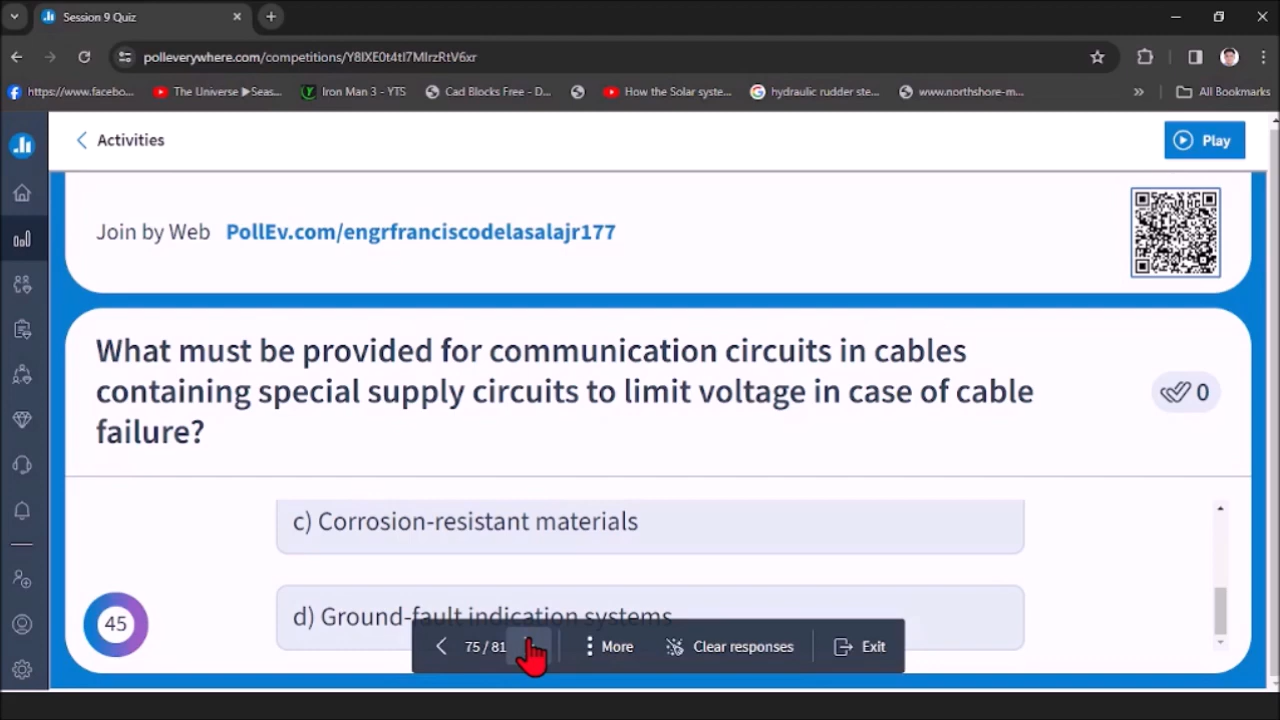 Session 9 Quiz
polleverywhere.com/competitions/Y8lXE0t4tI7MIrzRtV6xr
https://www.facebo...
The Universe ▶Seas...
Iron Man 3 - YTS
Cad Blocks Free - D...
How the Solar syste...
hydraulic rudder ste...
www.northshore-m...
All Bookmarks
Activities
Play
Join by Web PollEv.com/engrfranciscodelasalajr177
What must be provided for communication circuits in cables
containing special supply circuits to limit voltage in case of cable
failure?
0
c) Corrosion-resistant materials
d) Ground-fault indication systems
45
75 / 81
More
Clear responses
Exit